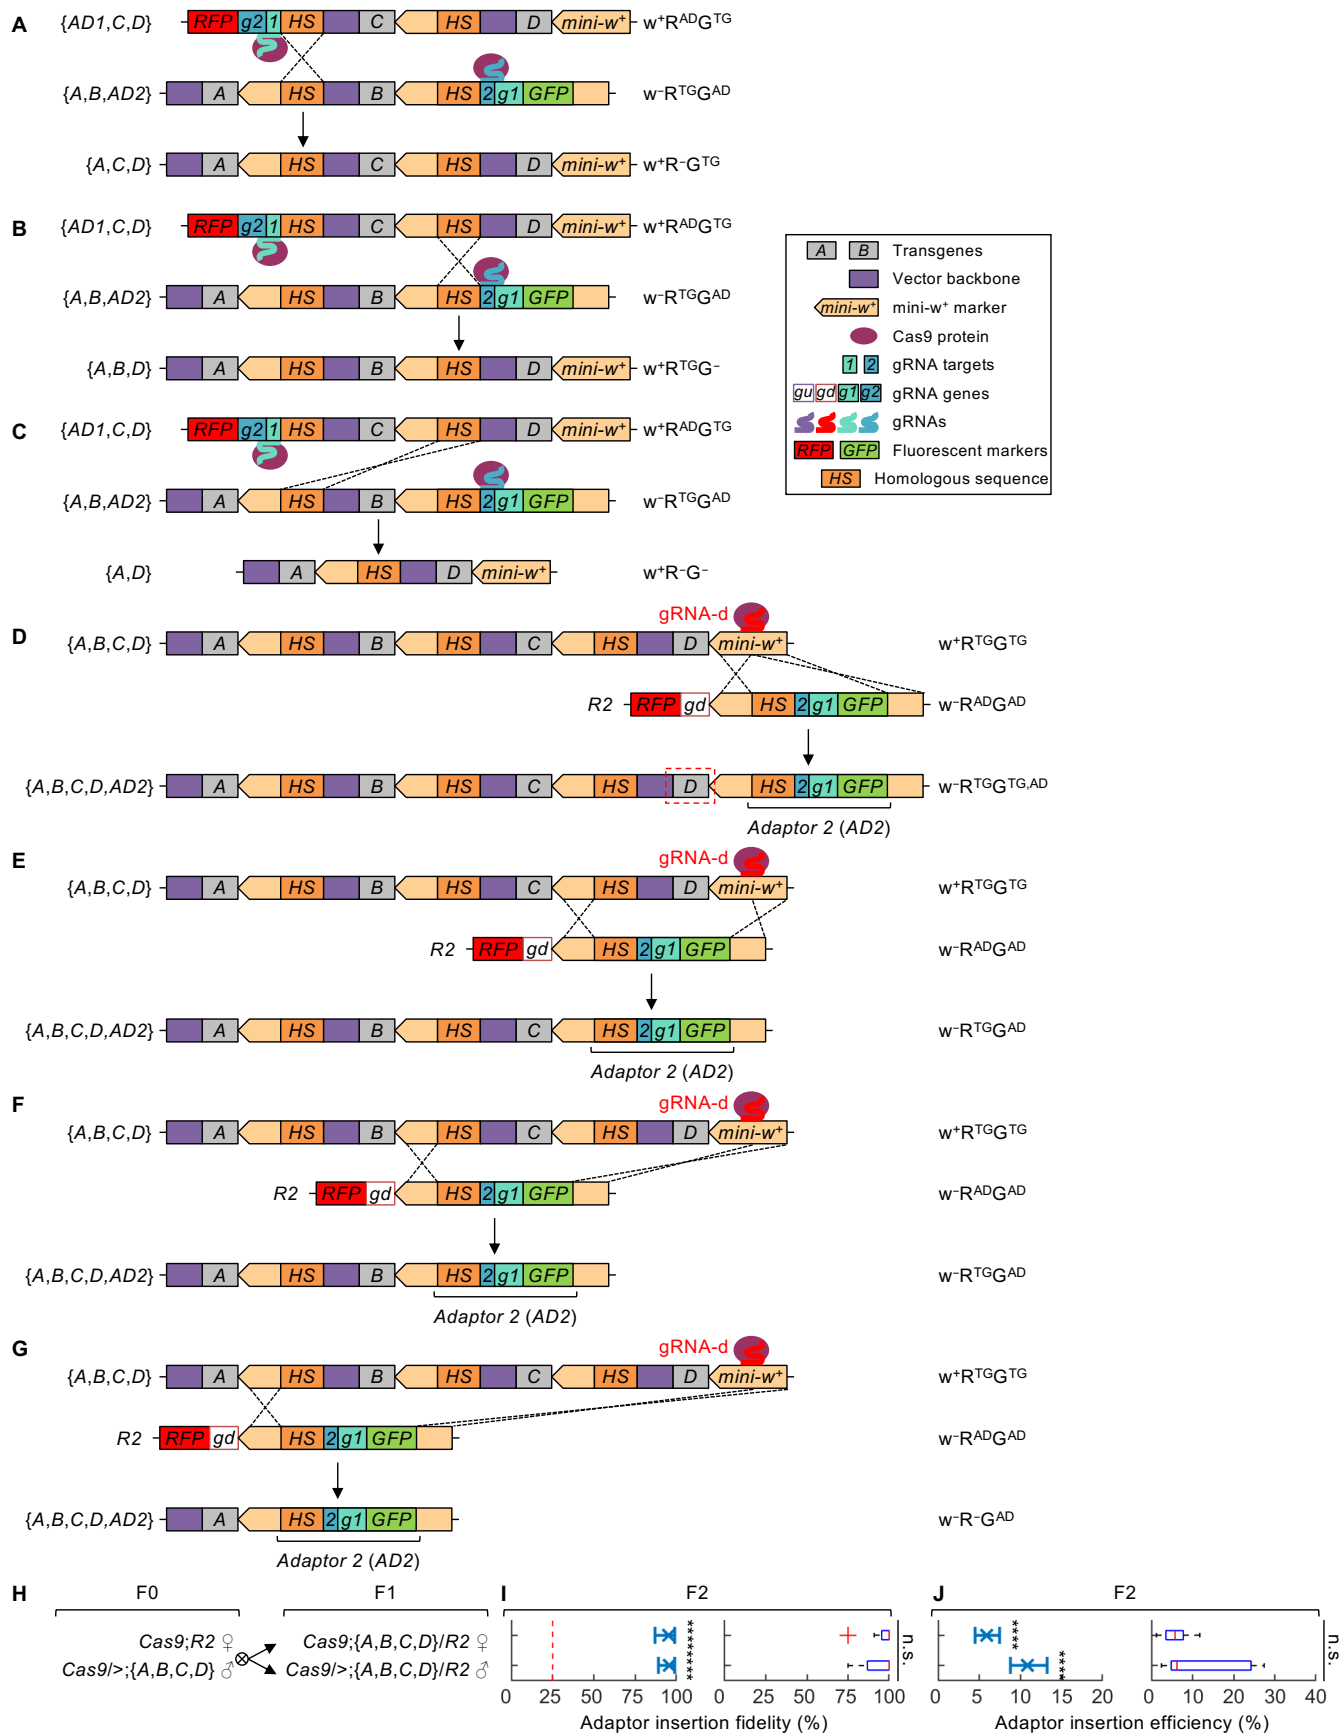 A {AD1,C,D} RFP g2 1 HS C D mini-w⁺ w⁺RᴬᴰGᵀᴳ
{A,B,AD2} A HS B HS 2 g1 GFP w⁻RᵀᴳGᴬᴰ
{A,C,D} A HS C HS D mini-w⁺ w⁺R⁻Gᵀᴳ
B {AD1,C,D} RFP g2 1 HS C HS D mini-w⁺ w⁺RᴬᴰGᵀᴳ
{A,B,AD2} A HS B HS 2 g1 GFP w⁻RᵀᴳGᴬᴰ
{A,B,D} A HS B HS D mini-w⁺ w⁺RᵀᴳG⁻
C {AD1,C,D} RFP g2 1 HS C HS D mini-w⁺ w⁺RᴬᴰGᵀᴳ
{A,B,AD2} A HS B HS 2 g1 GFP w⁻RᵀᴳGᴬᴰ
{A,D} A HS D mini-w⁺ w⁺R⁻G⁻
A B Transgenes
Vector backbone
mini-w⁺ mini-w⁺ marker
Cas9 protein
1 2 gRNA targets
gu gd g1 g2 gRNA genes
gRNAs
RFP GFP Fluorescent markers
HS Homologous sequence
gRNA-d
D {A,B,C,D} A HS B HS C HS D mini-w⁺ w⁺RᵀᴳGᵀᴳ
R2 RFP gd HS 2 g1 GFP w⁻RᴬᴰGᴬᴰ
{A,B,C,D,AD2} A HS B HS C HS D HS 2 g1 GFP w⁻RᵀᴳGᵀᴳ,ᴬᴰ
Adaptor 2 (AD2)
E gRNA-d
{A,B,C,D} A HS B HS C HS D mini-w⁺ w⁺RᵀᴳGᵀᴳ
R2 RFP gd HS 2 g1 GFP w⁻RᴬᴰGᴬᴰ
{A,B,C,D,AD2} A HS B HS C HS 2 g1 GFP w⁻RᵀᴳGᴬᴰ
Adaptor 2 (AD2)
F gRNA-d
{A,B,C,D} A HS B HS C HS D mini-w⁺ w⁺RᵀᴳGᵀᴳ
R2 RFP gd HS 2 g1 GFP w⁻RᴬᴰGᴬᴰ
{A,B,C,D,AD2} A HS B HS 2 g1 GFP w⁻RᵀᴳGᴬᴰ
Adaptor 2 (AD2)
G gRNA-d
{A,B,C,D} A HS B HS C HS D mini-w⁺ w⁺RᵀᴳGᵀᴳ
R2 RFP gd HS 2 g1 GFP w⁻RᴬᴰGᴬᴰ
{A,B,C,D,AD2} A HS 2 g1 GFP w⁻R⁻Gᴬᴰ
Adaptor 2 (AD2)
H F0 F1
Cas9;R2 ♀ Cas9;{A,B,C,D}/R2 ♀
Cas9/>;{A,B,C,D} ♂ Cas9/>;{A,B,C,D}/R2 ♂
I F2
**** ****
n.s.
0 25 50 75 100 0 25 50 75 100
Adaptor insertion fidelity (%)
J F2
****
****
n.s.
0 5 10 20 0 10 20 30 40
Adaptor insertion efficiency (%)